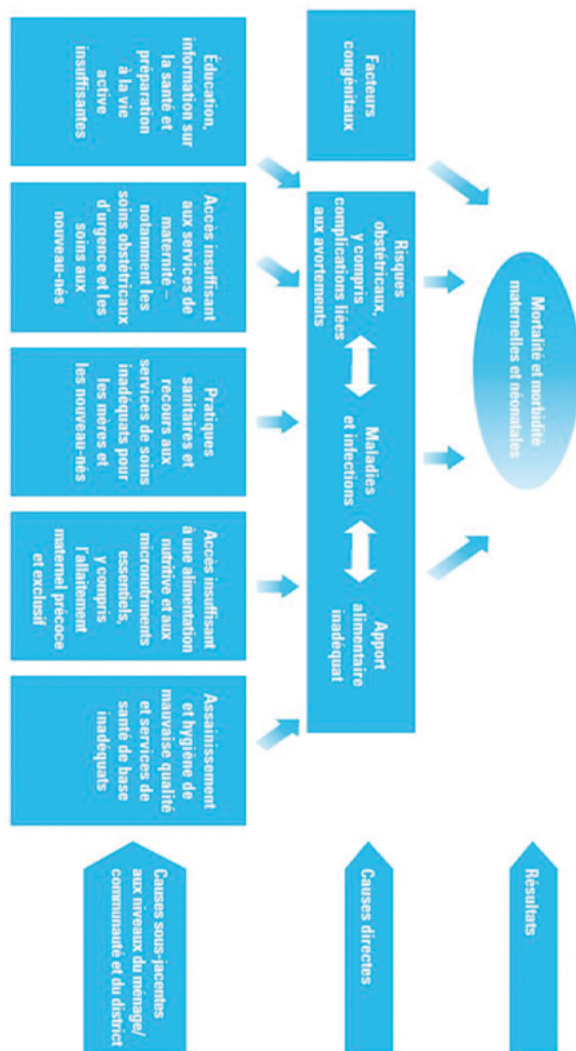 Résultats
Mortalité et morbidité
maternelles et néonatales
Causes directes
Facteurs
congénitaux
Risques
obstétricaux,
y compris
complications liées
aux avortements
Maladies
et infections
Apport
alimentaire
inadéquat
Causes sous-jacentes
aux niveaux du ménage/
communauté et du district
Éducation,
information sur
la santé et
préparation
à la vie
active
insuffisantes
Accès insuffisant
aux services de
maternité –
notamment les
soins obstétricaux
d'urgence et les
soins aux
nouveau-nés
Pratiques
sanitaires et
recours aux
services de soins
inadéquats pour
les mères et
les nouveau-nés
Accès insuffisant
à une alimentation
nutritive et aux
micronutriments
essentiels,
y compris
l'allaitement
maternel précoce
et exclusif
Assainissement
et hygiène de
mauvaise qualité
et services de
santé de base
inadéquats